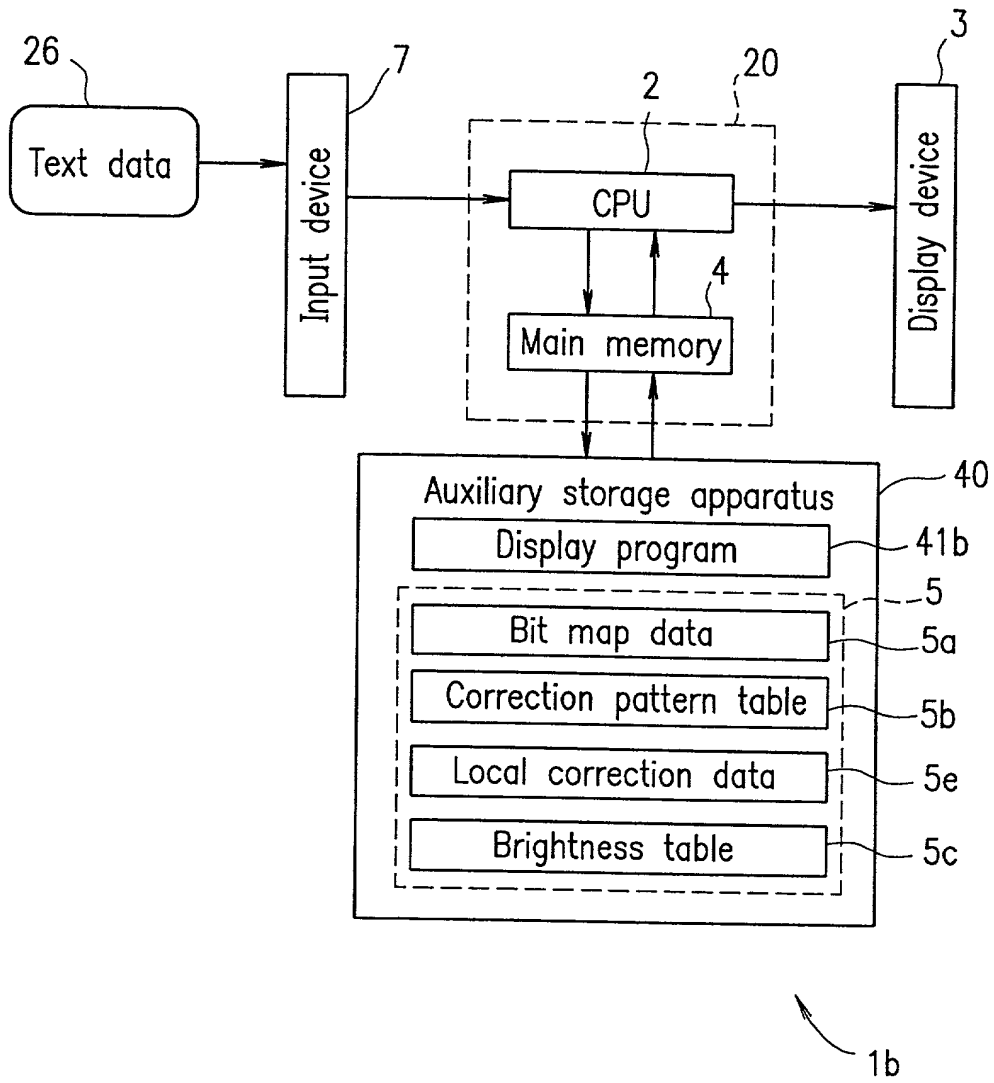 26
7
20
3
2
Text data
Input device
CPU
Display device
4
Main memory
40
Auxiliary storage apparatus
Display program
41b
5
Bit map data
5a
Correction pattern table
5b
Local correction data
5e
Brightness table
5c
1b